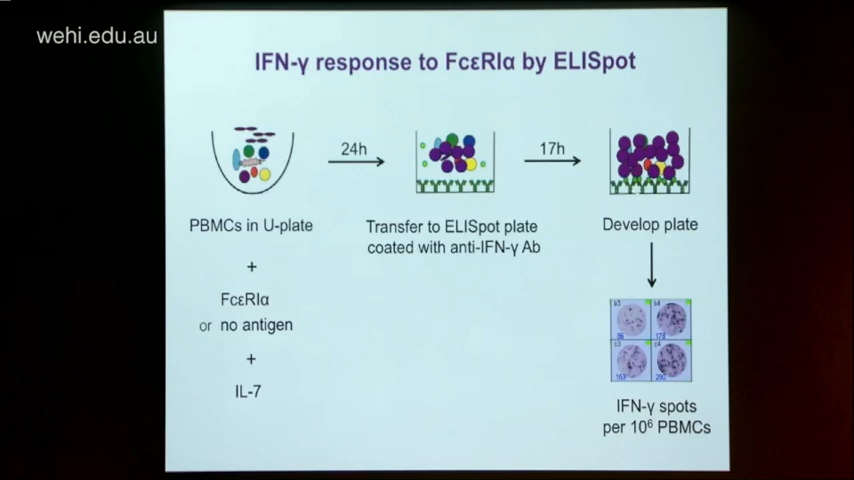 wehi.edu.au
IFN-γ response to FcεRIα by ELISpot
24h
17h
PBMCs in U-plate
Transfer to ELISpot plate
coated with anti-IFN-γ Ab
Develop plate
+
FcεRIα
or no antigen
+
IL-7
IFN-γ spots
per 10⁶ PBMCs